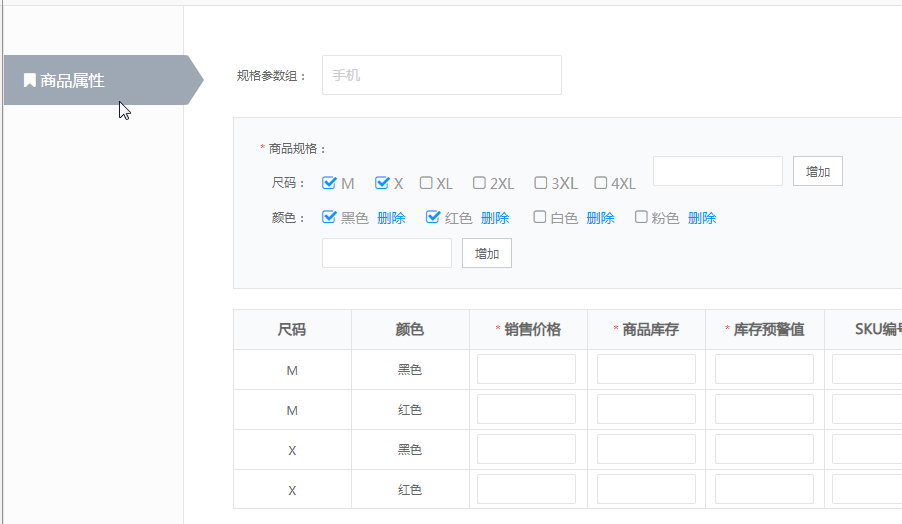 商品属性
规格参数组：
手机
* 商品规格：
尺码： M X XL 2XL 3XL 4XL 增加
颜色： 黑色 删除 红色 删除 白色 删除 粉色 删除
增加
尺码 颜色 * 销售价格 * 商品库存 * 库存预警值 SKU编
M 黑色
M 红色
X 黑色
X 红色